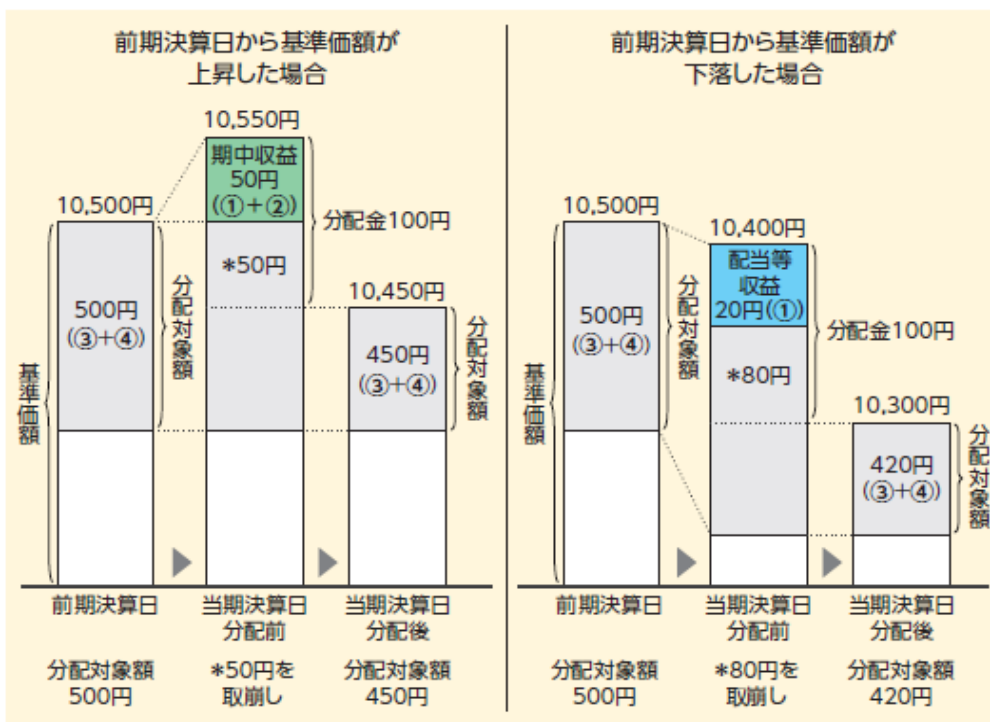 前期決算日から基準価額が
上昇した場合
10,550円
期中収益
50円
(①+②)
10,500円
分配金100円
*50円
10,450円
500円
(③+④)
分配対象額
450円
(③+④)
分配対象額
基準価額
前期決算日
当期決算日
分配前
当期決算日
分配後
分配対象額
500円
*50円を
取崩し
分配対象額
450円
前期決算日から基準価額が
下落した場合
10,500円
10,400円
配当等
収益
20円(①)
500円
(③+④)
分配対象額
分配金100円
*80円
10,300円
420円
(③+④)
分配対象額
基準価額
前期決算日
当期決算日
分配前
当期決算日
分配後
分配対象額
500円
*80円を
取崩し
分配対象額
420円